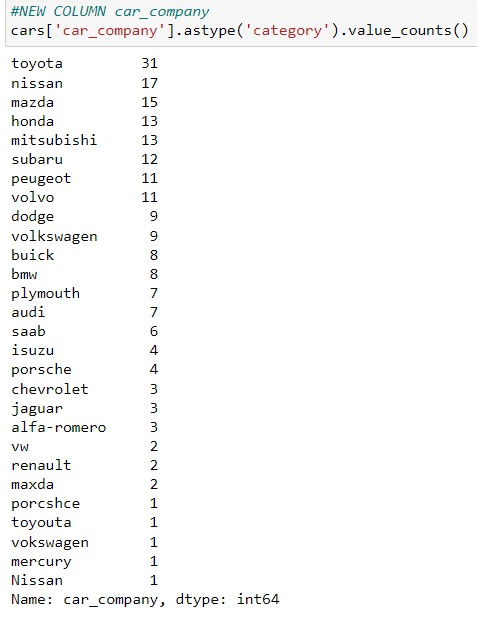 #NEW COLUMN car_company
cars['car_company'].astype('category').value_counts()
toyota 31
nissan 17
mazda 15
honda 13
mitsubishi 13
subaru 12
peugeot 11
volvo 11
dodge 9
volkswagen 9
buick 8
bmw 8
plymouth 7
audi 7
saab 6
isuzu 4
porsche 4
chevrolet 3
jaguar 3
alfa-romero 3
vw 2
renault 2
maxda 2
porcshce 1
toyouta 1
vokswagen 1
mercury 1
Nissan 1
Name: car_company, dtype: int64